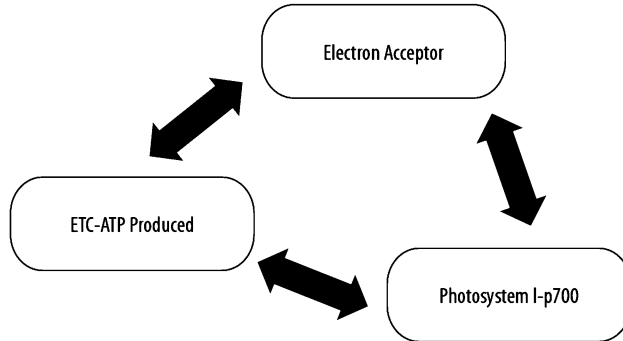 Electron Acceptor
ETC-ATP Produced
Photosystem I-p700